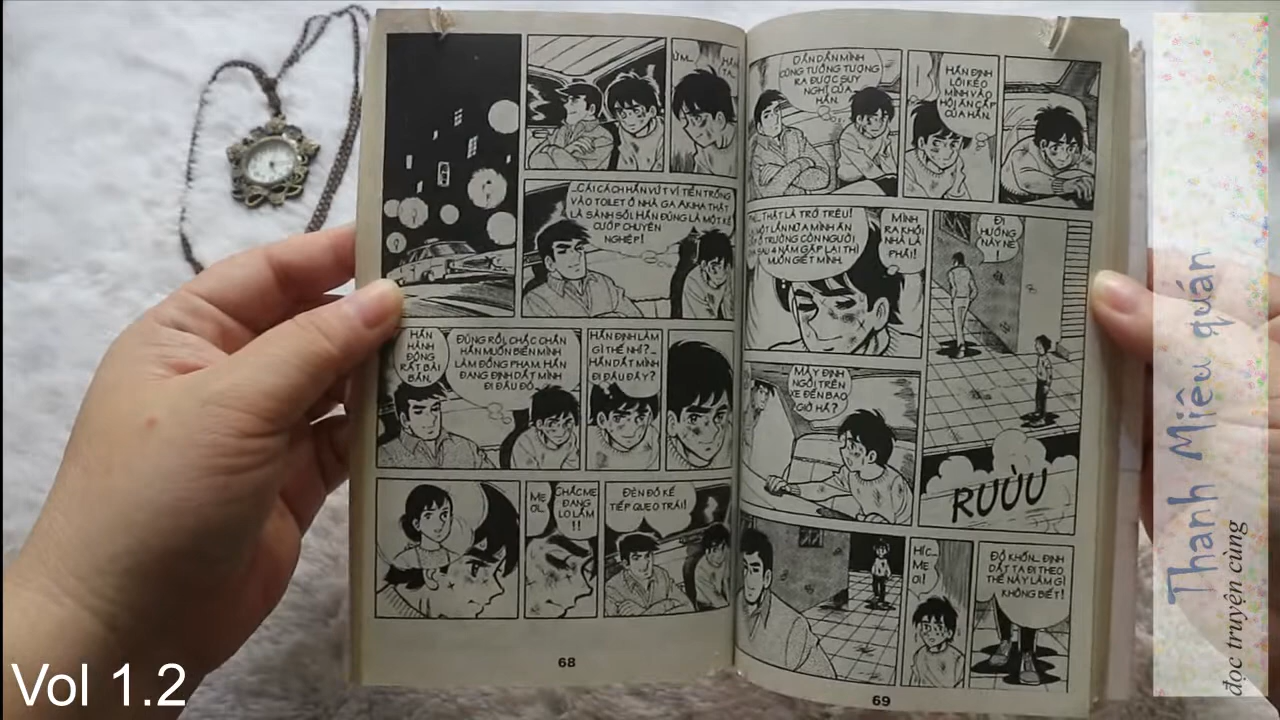 ỪM...
HẮN
TA...
...CÁI CÁCH HẮN VỨT VÍ TIỀN TRỐNG
VÀO TOILET Ở NHÀ GA AKIHA THẬT
LÀ SÀNH SỎI. HẮN ĐÚNG LÀ MỘT KẺ
CƯỚP CHUYÊN
NGHIỆP!
HẮN
HÀNH
ĐỘNG
RẤT BÀI
BẢN.
ĐÚNG RỒI, CHẮC CHẮN
HẮN MUỐN BIẾN MÌNH
LÀM ĐỒNG PHẠM. HẮN
ĐANG ĐỊNH DẮT MÌNH
ĐI ĐÂU ĐÓ...
HẮN ĐỊNH LÀM
GÌ THẾ NHỈ?...
HẮN DẮT MÌNH
ĐI ĐÂU ĐÂY?
MẸ
ƠI,
CHẮC MẸ
ĐANG
LO LẮM
!!
ĐÈN ĐỎ KẾ
TIẾP QUẸO TRÁI!
68
DẦN DẦN MÌNH
CŨNG TƯỞNG TƯỢNG
RA ĐƯỢC SUY
NGHĨ CỦA
HẮN.
HẮN ĐỊNH
LÔI KÉO
MÌNH VÀO
HỘI ĂN CẮP
CỦA HẮN.
THẬT LÀ TRỚ TRÊU!
MỘT LẦN NỮA MÌNH ĂN
Ở TRƯỜNG CÒN NGƯỜI
SAU 4 NĂM GẶP LẠI THÌ
MUỐN GIẾT MÌNH.
MÌNH
RA KHỎI
NHÀ LÀ
PHẢI!
ĐI
HƯỚNG
NÀY NÈ
!
MÀY ĐỊNH
NGỒI TRÊN
XE ĐẾN BAO
GIỜ HẢ?
RUÙÙ
HÍC...
MẸ
ƠI!
ĐỒ KHỐN... ĐỊNH
DẮT TA ĐI THEO
THẾ NÀY LÀM GÌ
KHÔNG BIẾT!
69
Vol 1.2
Thanh Miêu quán
đọc truyện cùng